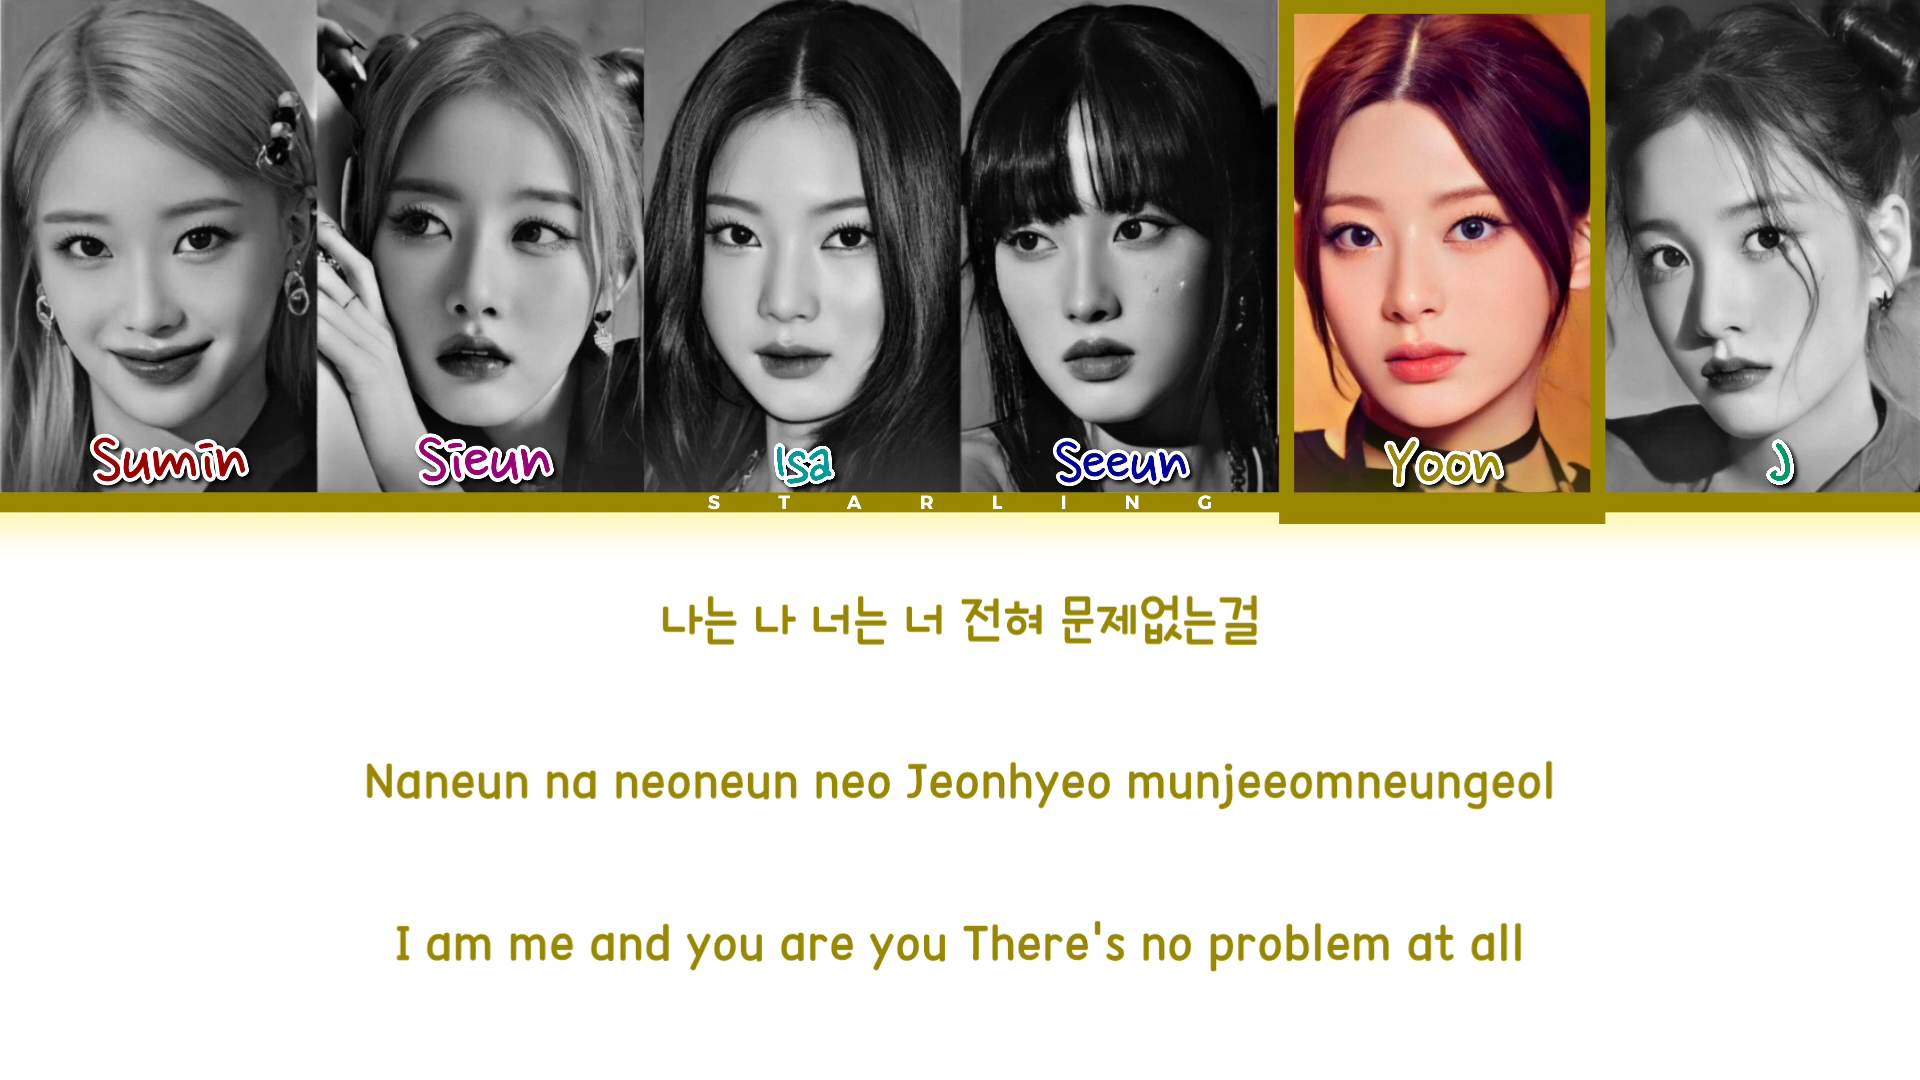 Sumin Sieun Isa Seeun Yoon J
STARLING
나는 나 너는 너 전혀 문제없는걸
Naneun na neoneun neo Jeonhyeo munjeeomneungeol
I am me and you are you There's no problem at all